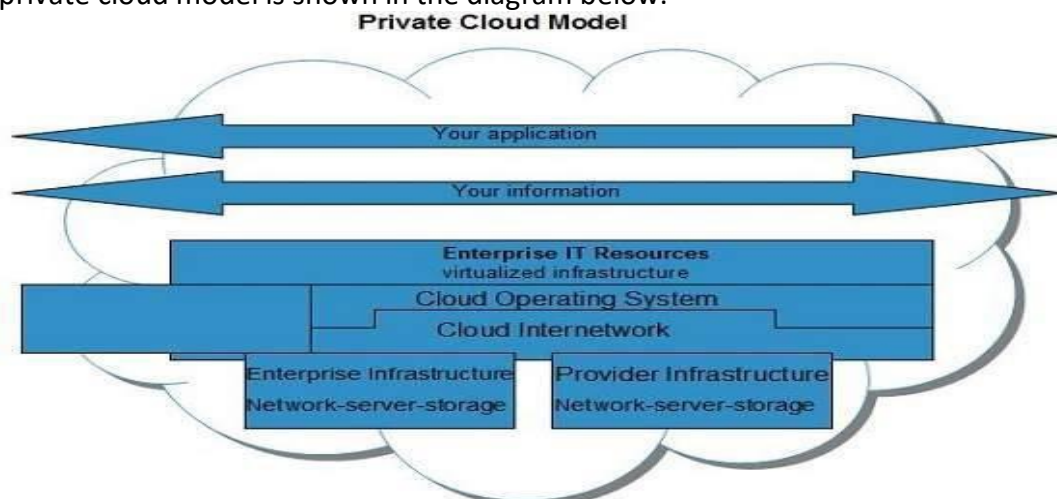 private cloud model is shown in the diagram below.
Private Cloud Model
Your application
Your information
Enterprise IT Resources
virtualized infrastructure
Cloud Operating System
Cloud Internetwork
Enterprise Infrastructure
Network-server-storage
Provider Infrastructure
Network-server-storage